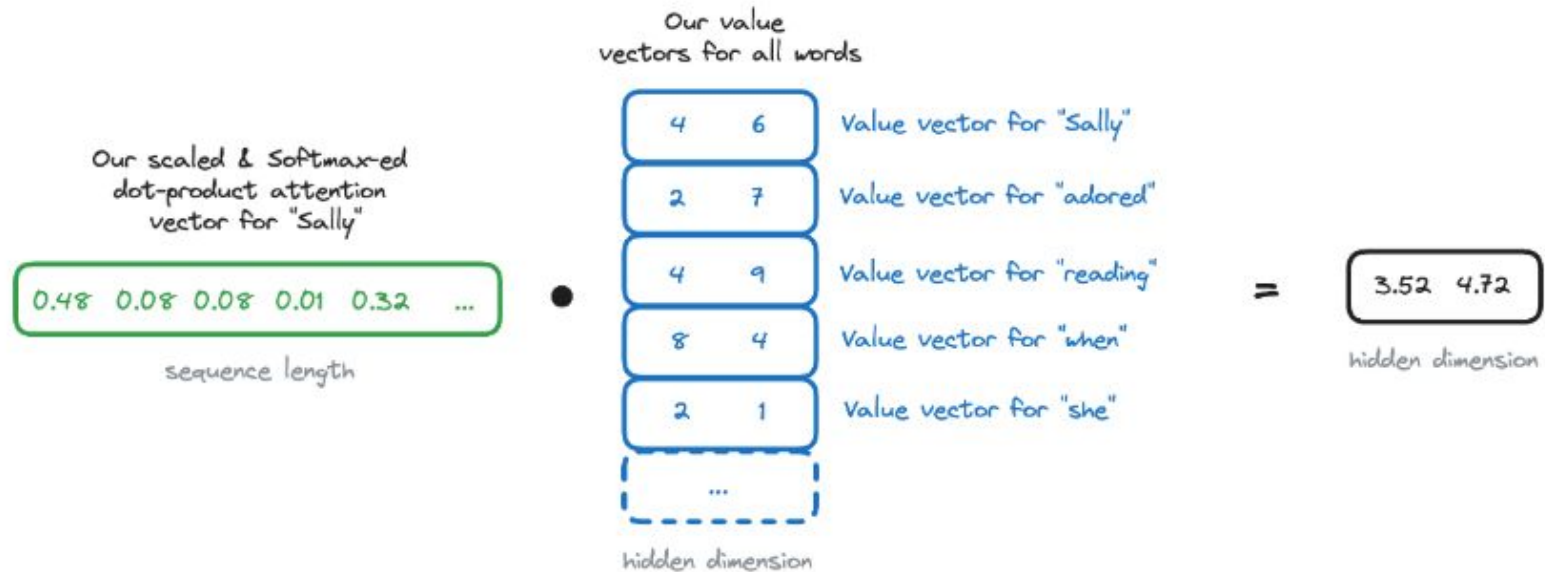 Our value
vectors for all words
Our scaled & Softmax-ed
dot-product attention
vector for "Sally"
0.48 0.08 0.08 0.01 0.32 ...
sequence length
4 6
Value vector for "Sally"
2 7
Value vector for "adored"
4 9
Value vector for "reading"
8 4
Value vector for "when"
2 1
Value vector for "she"
...
hidden dimension
=
3.52 4.72
hidden dimension